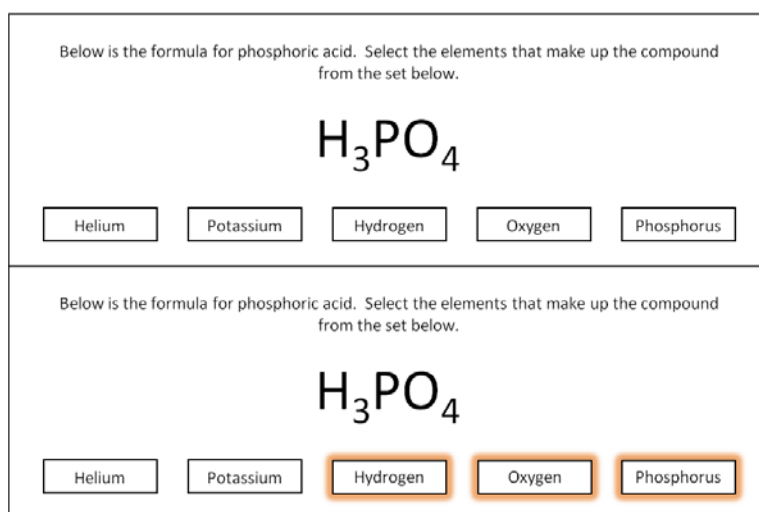 Below is the formula for phosphoric acid.  Select the elements that make up the compound
from the set below.
H₃PO₄
Helium
Potassium
Hydrogen
Oxygen
Phosphorus
Below is the formula for phosphoric acid.  Select the elements that make up the compound
from the set below.
H₃PO₄
Helium
Potassium
Hydrogen
Oxygen
Phosphorus